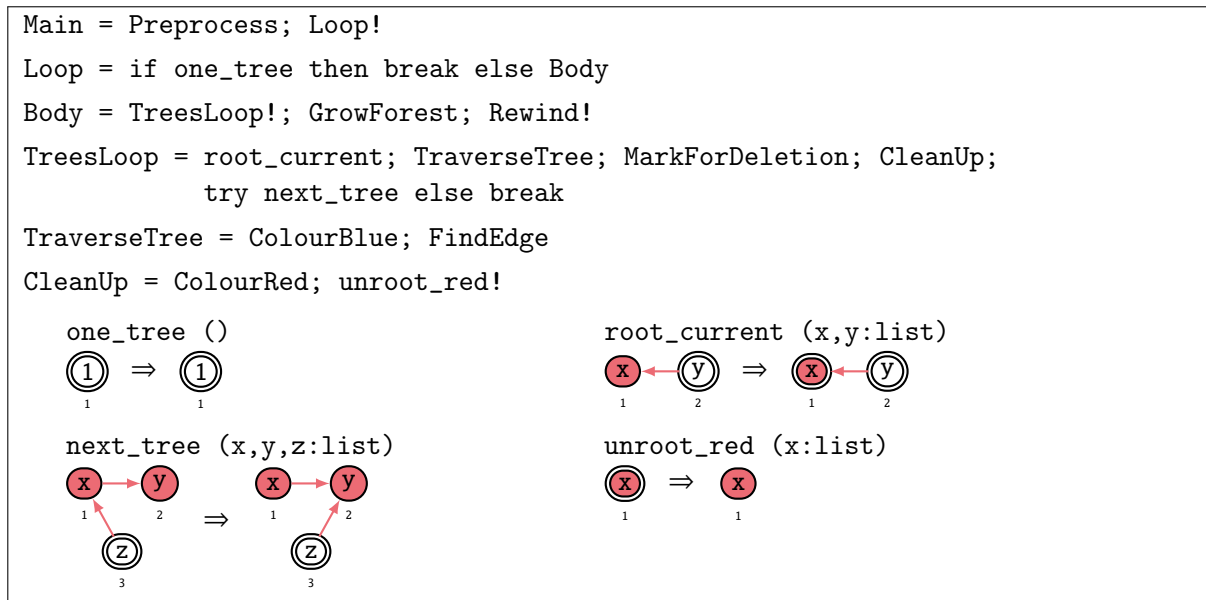 Main = Preprocess; Loop!
Loop = if one_tree then break else Body
Body = TreesLoop!; GrowForest; Rewind!
TreesLoop = root_current; TraverseTree; MarkForDeletion; CleanUp;
try next_tree else break
TraverseTree = ColourBlue; FindEdge
CleanUp = ColourRed; unroot_red!
one_tree ()
1 ⇒ 1
1 1
root_current (x,y:list)
x y ⇒ x y
1 2 1 2
next_tree (x,y,z:list)
x y x y
1 2 ⇒ 1 2
z z
3 3
unroot_red (x:list)
x ⇒ x
1 1